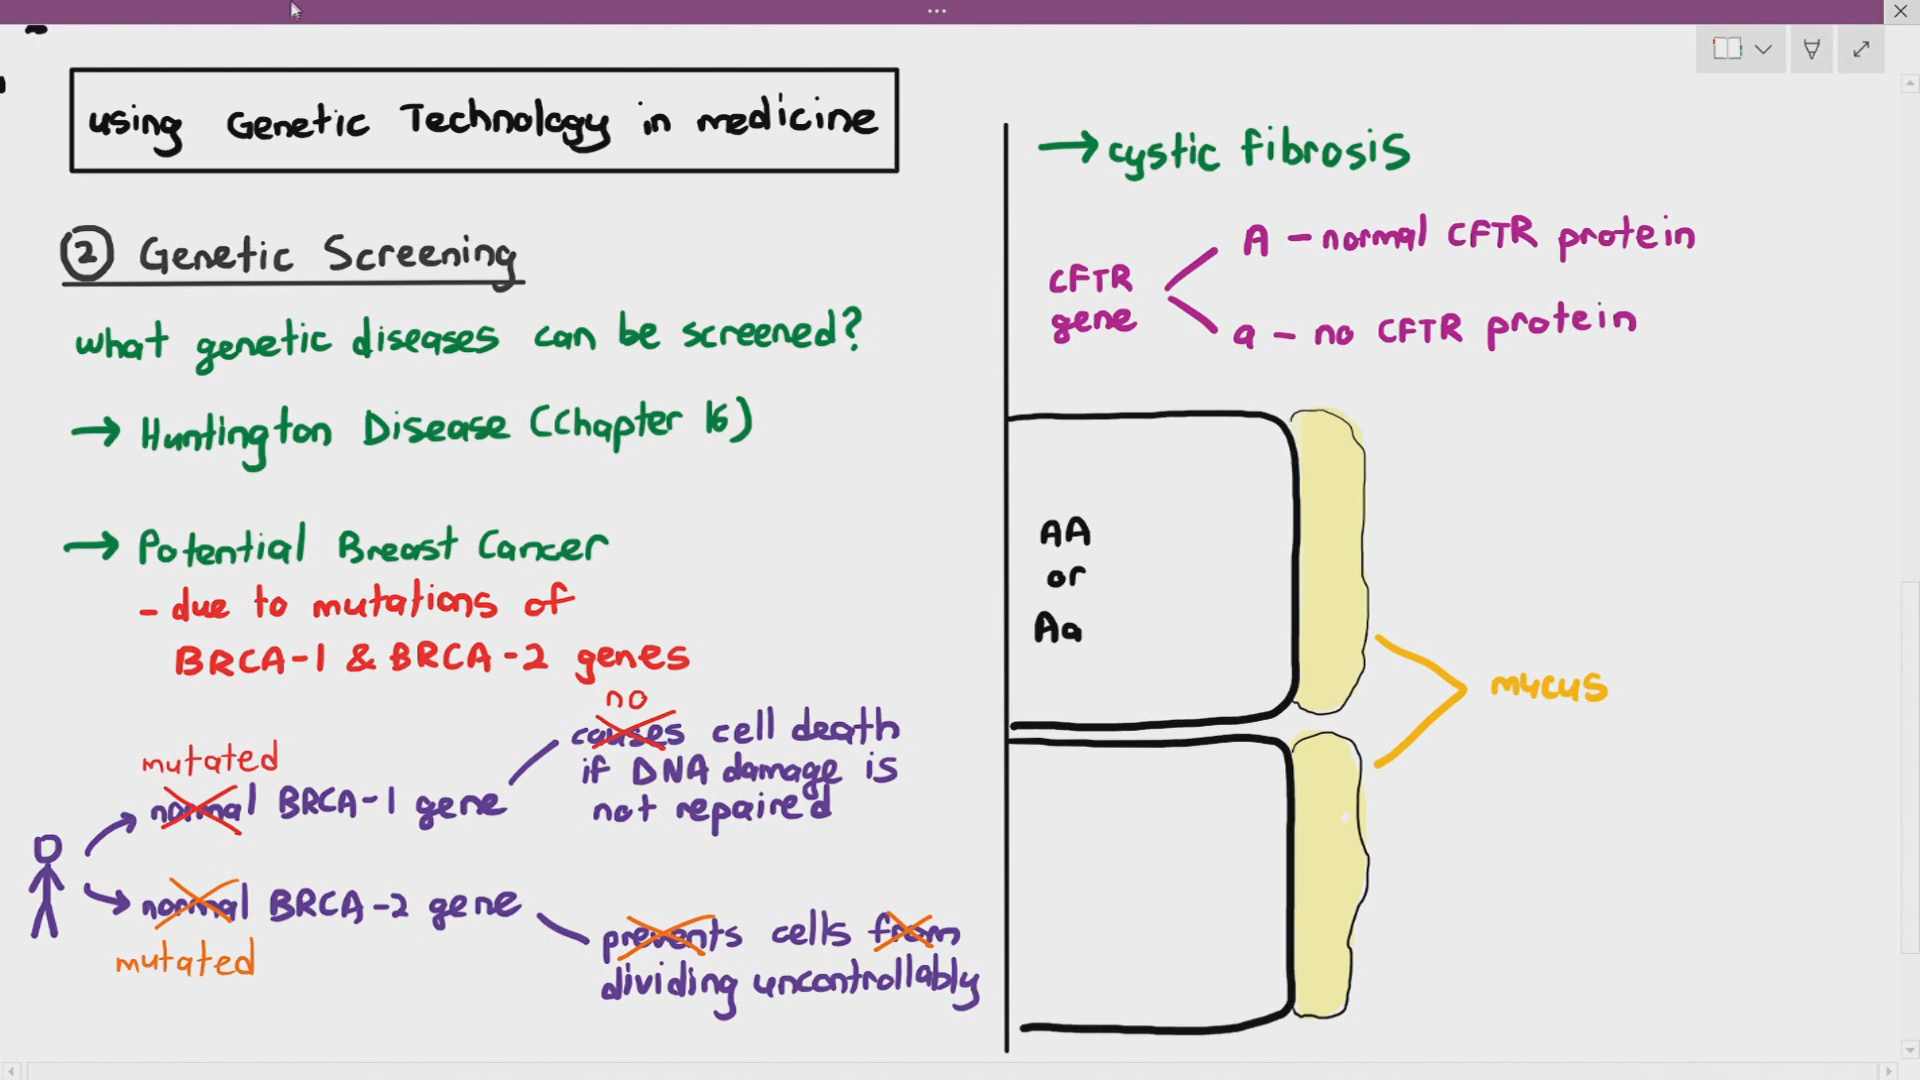 using Genetic Technology in medicine
② Genetic Screening
what genetic diseases can be screened?
→ Huntington Disease (Chapter 16)
→ Potential Breast Cancer
- due to mutations of
BRCA-1 & BRCA-2 genes
mutated
normal BRCA-1 gene
no
causes cell death
if DNA damage is
not repaired
normal BRCA-2 gene
mutated
prevents cells from
dividing uncontrollably
→ cystic fibrosis
CFTR
gene
A - normal CFTR protein
a - no CFTR protein
AA
or
Aa
mucus